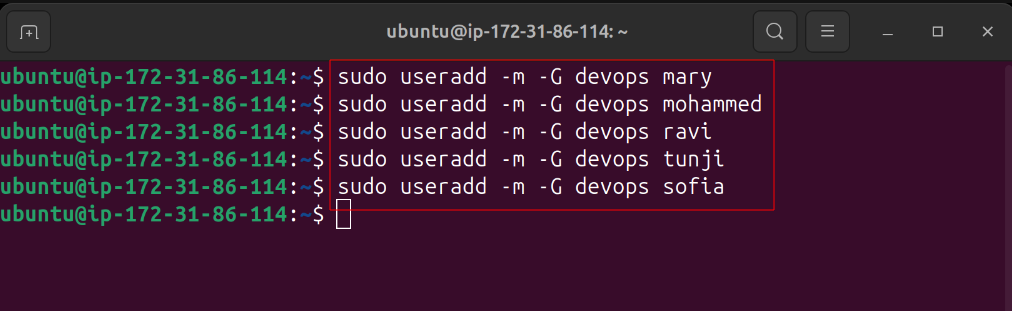 ubuntu@ip-172-31-86-114: ~
ubuntu@ip-172-31-86-114:~$ sudo useradd -m -G devops mary
ubuntu@ip-172-31-86-114:~$ sudo useradd -m -G devops mohammed
ubuntu@ip-172-31-86-114:~$ sudo useradd -m -G devops ravi
ubuntu@ip-172-31-86-114:~$ sudo useradd -m -G devops tunji
ubuntu@ip-172-31-86-114:~$ sudo useradd -m -G devops sofia
ubuntu@ip-172-31-86-114:~$